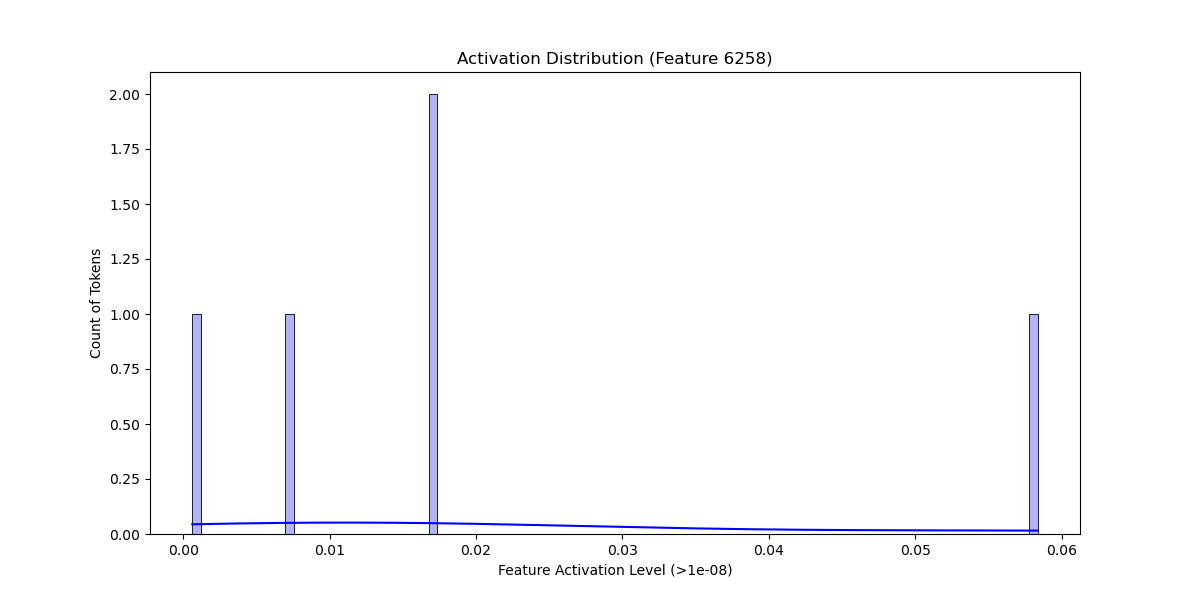 Activation Distribution (Feature 6258)
2.00
1.75
1.50
1.25
1.00
0.75
0.50
0.25
0.00
Count of Tokens
0.00 0.01 0.02 0.03 0.04 0.05 0.06
Feature Activation Level (>1e-08)